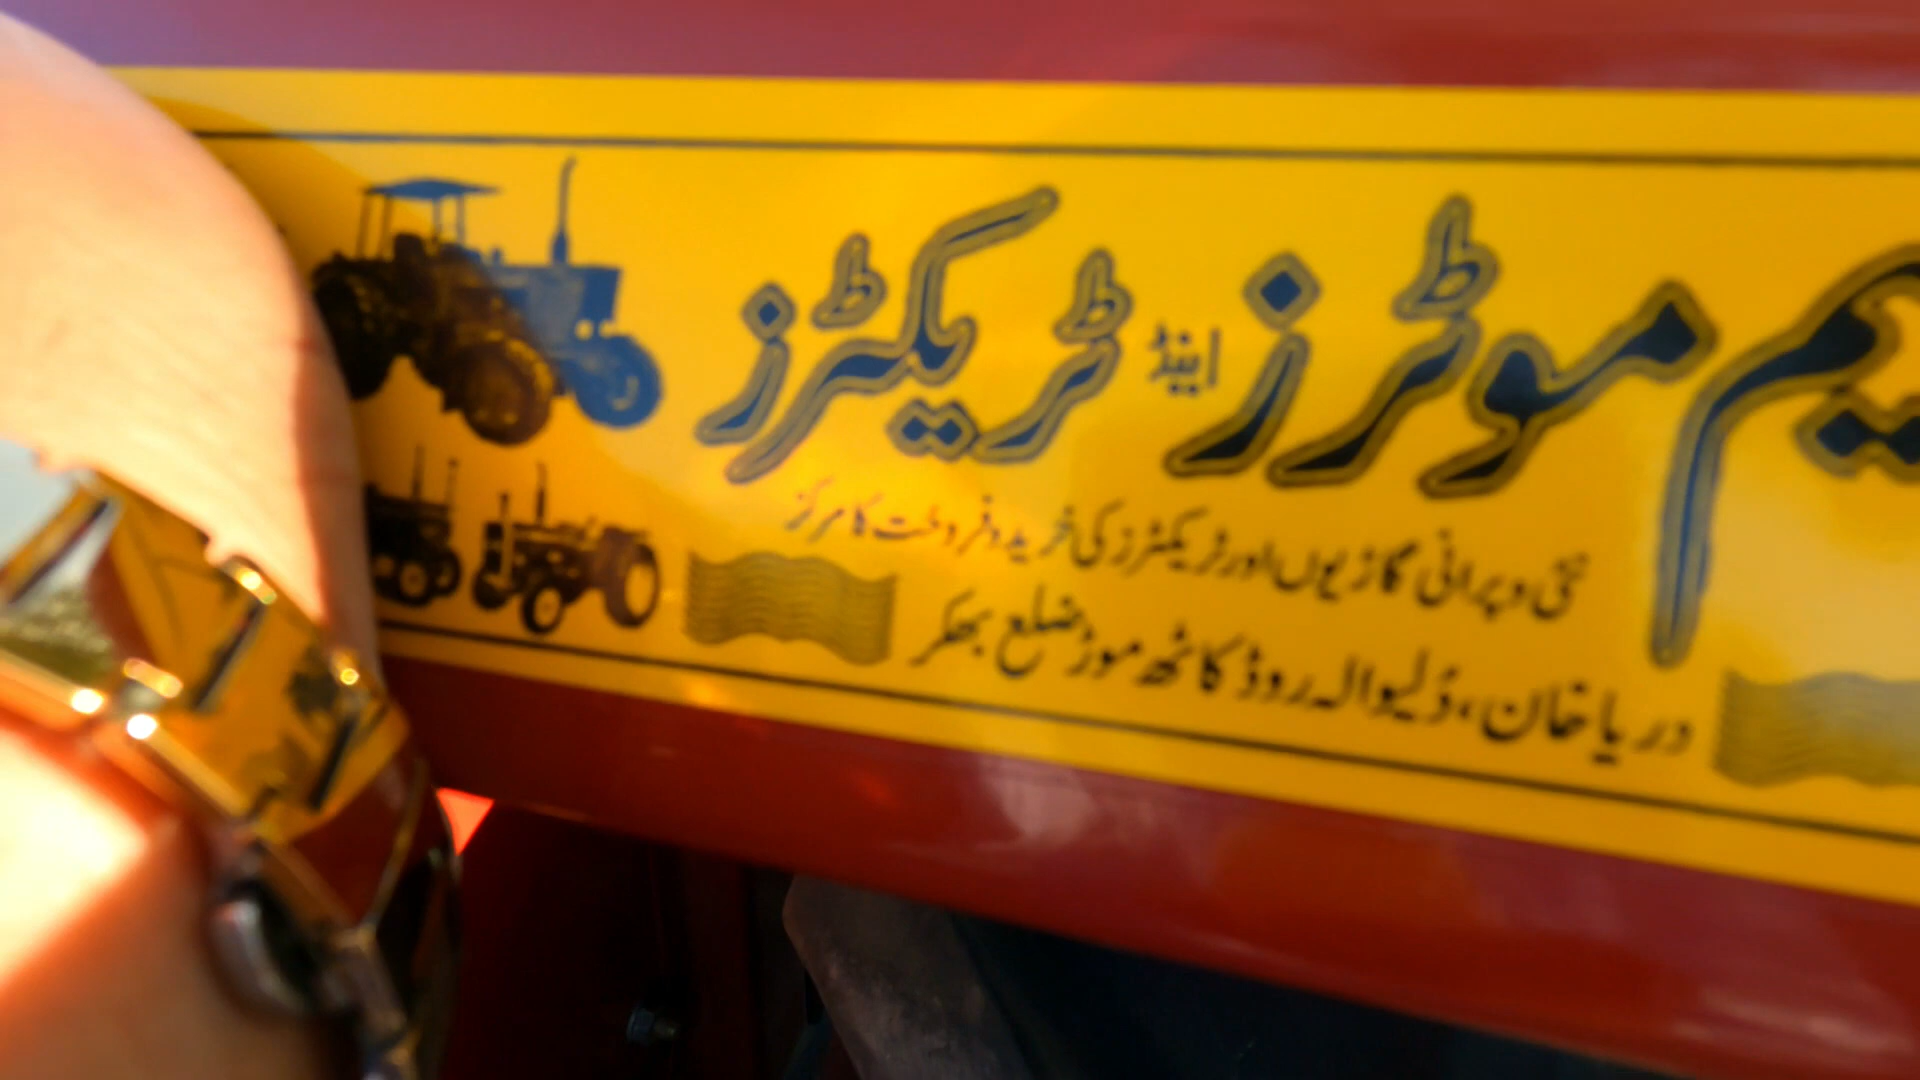 موٹرز اینڈ ٹریکٹرز
نئی و پرانی گاڑیوں اور ٹریکٹرز کی خرید و فروخت کا مرکز
دریا خان، دُلیوالہ روڈ کاٹھ موڑ ضلع بھکر